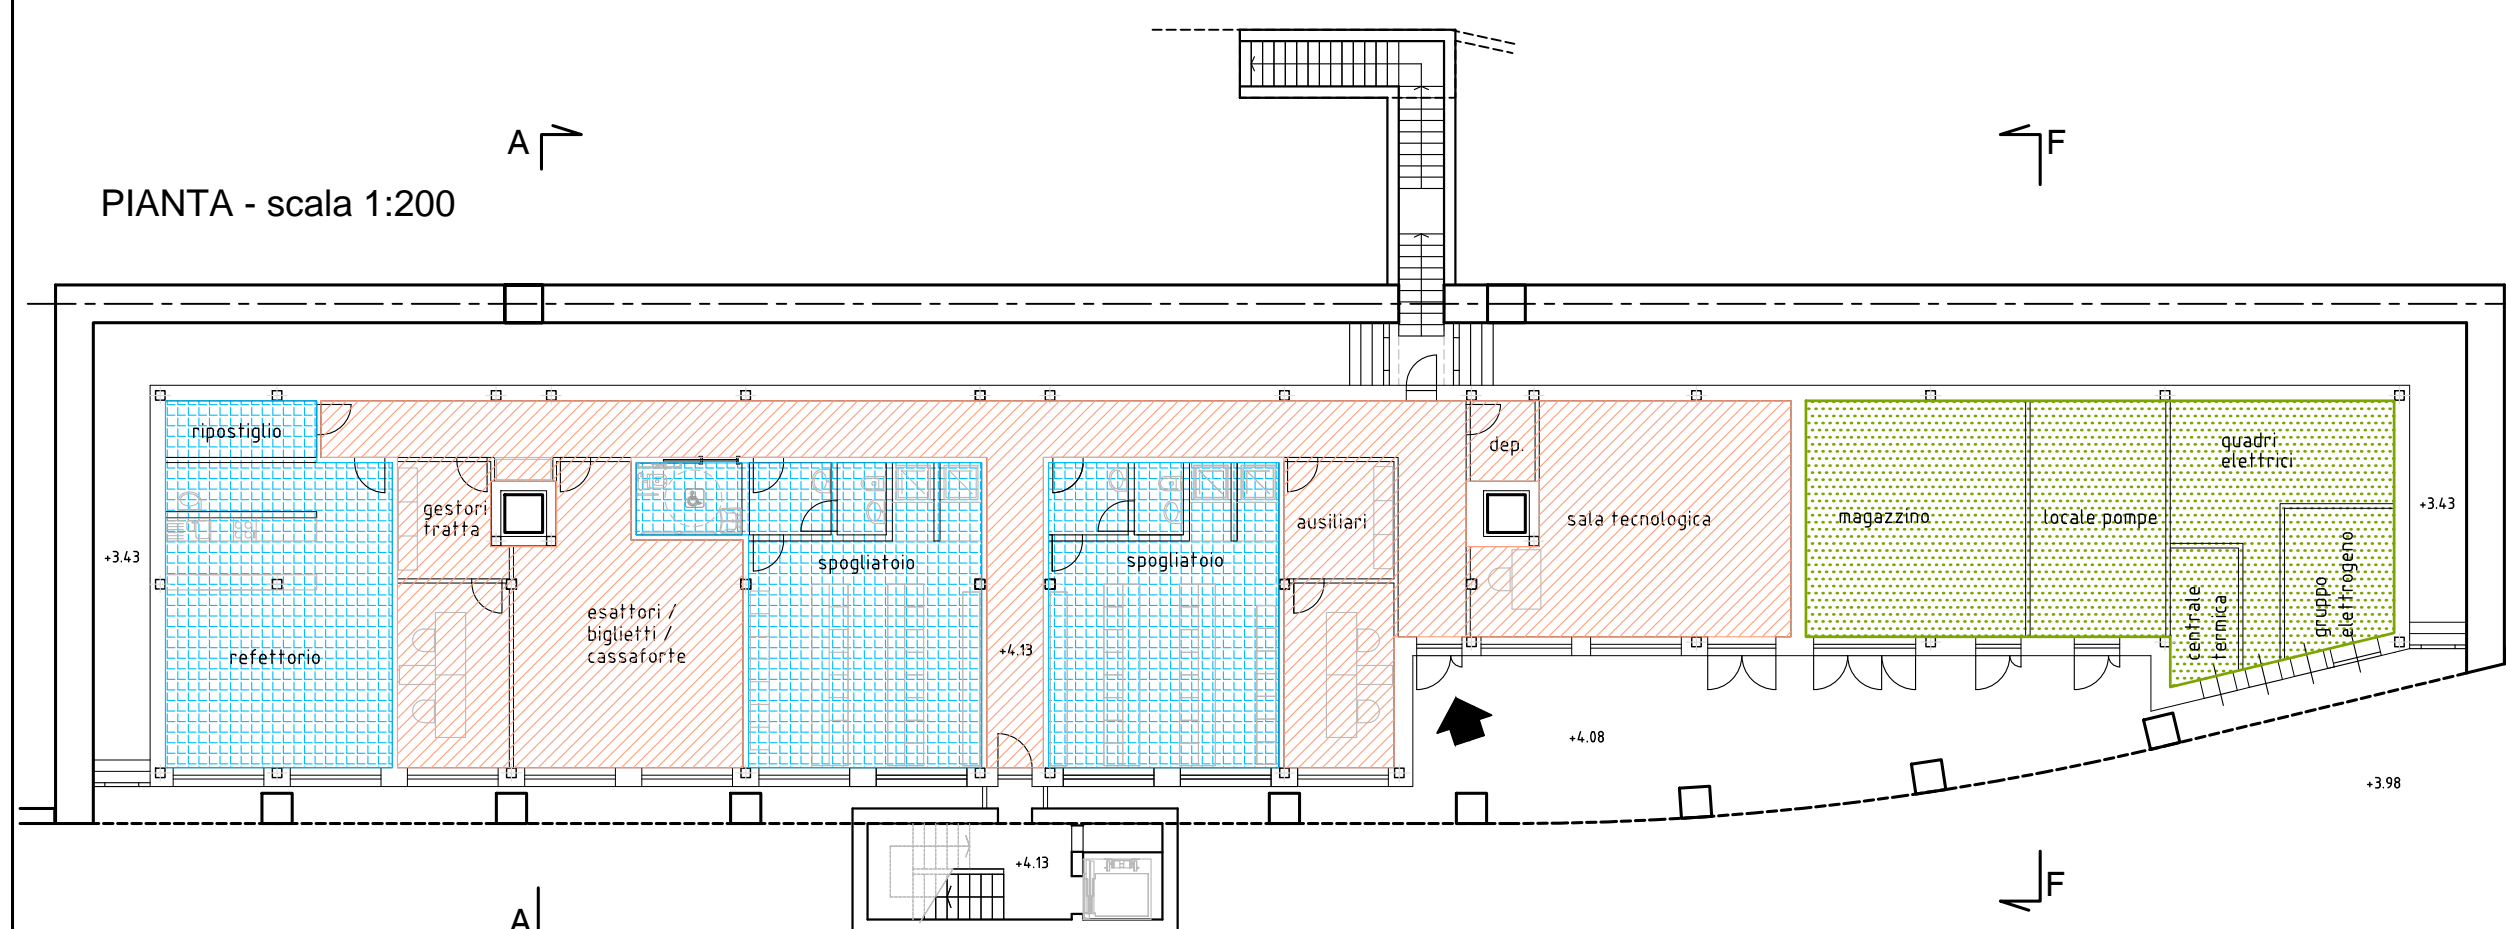 A
F
PIANTA - scala 1:200
ripostiglio
dep.
quadri
elettrici
gestori
tratta
ausiliari
sala tecnologica
magazzino
locale pompe
+3.43
+3.43
spogliatoio
spogliatoio
esattori /
biglietti /
cassaforte
refettorio
+4.13
centrale
termica
gruppo
elettrogeno
+4.08
+3.98
+4.13
A
F